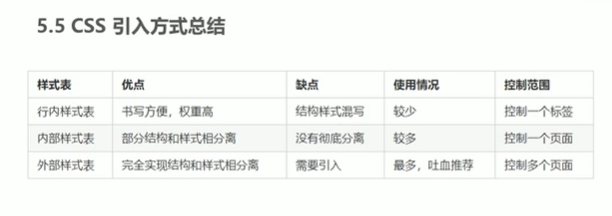 5.5 CSS 引入方式总结
样式表 优点 缺点 使用情况 控制范围
行内样式表 书写方便，权重高 结构样式混写 较少 控制一个标签
内部样式表 部分结构和样式相分离 没有彻底分离 较多 控制一个页面
外部样式表 完全实现结构和样式相分离 需要引入 最多，吐血推荐 控制多个页面